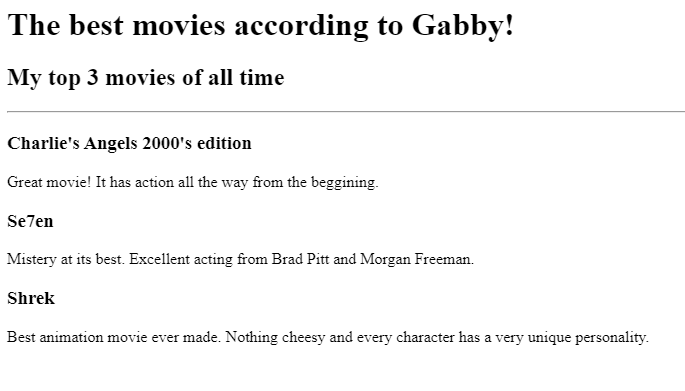 The best movies according to Gabby!
My top 3 movies of all time
Charlie's Angels 2000's edition
Great movie! It has action all the way from the beggining.
Se7en
Mistery at its best. Excellent acting from Brad Pitt and Morgan Freeman.
Shrek
Best animation movie ever made. Nothing cheesy and every character has a very unique personality.